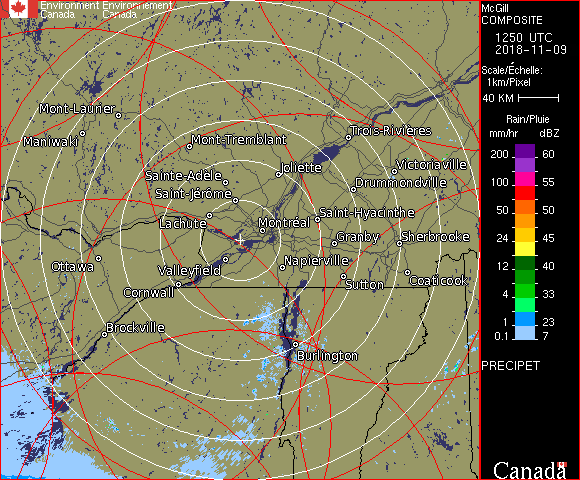 Environment Environnement
Canada Canada
McGill
COMPOSITE
1250 UTC
2018-11-09
Scale/Échelle:
1km/Pixel
40 KM
Rain/Pluie
mm/hr dBZ
200 60
55
100 55
50 50
24 45
12 40
4 33
1 23
0.1 7
PRECIPET
Canada
Mont-Laurier
Maniwaki
Mont-Tremblant
Trois-Rivières
Joliette
Victoriaville
Sainte-Adèle
Drummondville
Saint-Jérôme
Saint-Hyacinthe
Lachute
Montréal
Granby
Sherbrooke
Ottawa
Valleyfield
Napierville
Cornwall
Sutton
Coaticook
Brockville
Burlington